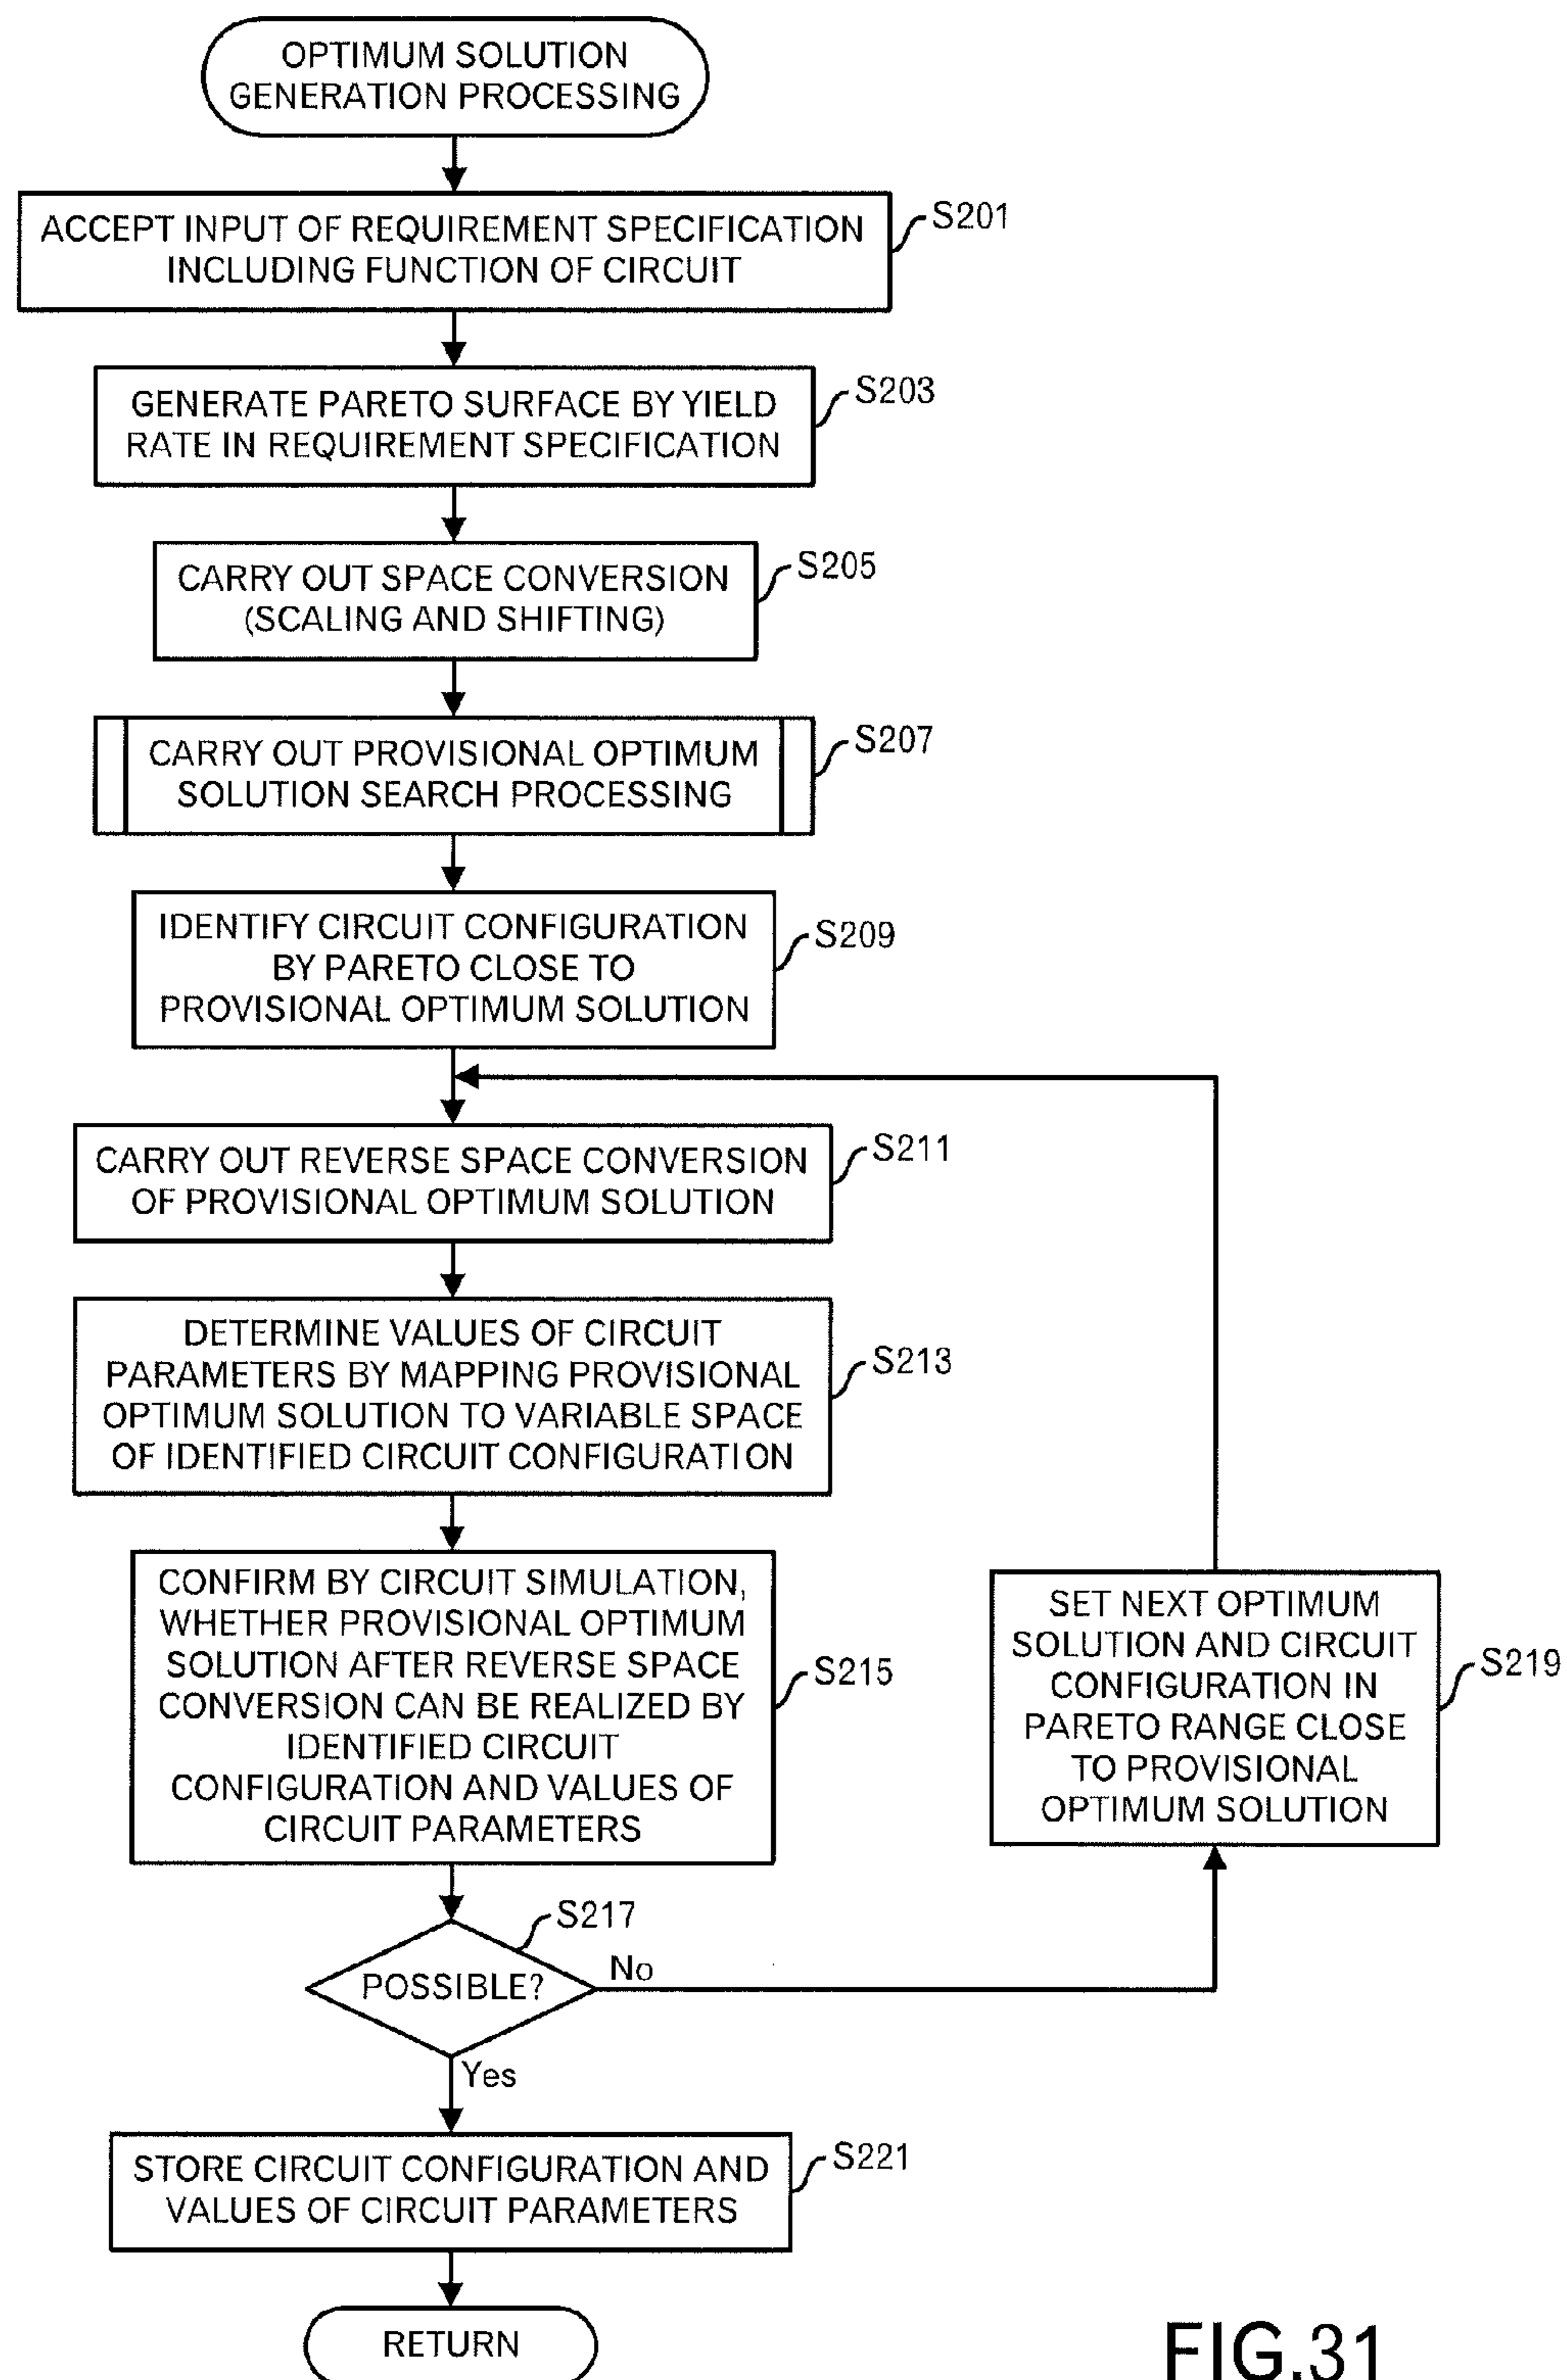 OPTIMUM SOLUTION
GENERATION PROCESSING
ACCEPT INPUT OF REQUIREMENT SPECIFICATION
INCLUDING FUNCTION OF CIRCUIT
S201
GENERATE PARETO SURFACE BY YIELD
RATE IN REQUIREMENT SPECIFICATION
S203
CARRY OUT SPACE CONVERSION
(SCALING AND SHIFTING)
S205
CARRY OUT PROVISIONAL OPTIMUM
SOLUTION SEARCH PROCESSING
S207
IDENTIFY CIRCUIT CONFIGURATION
BY PARETO CLOSE TO
PROVISIONAL OPTIMUM SOLUTION
S209
CARRY OUT REVERSE SPACE CONVERSION
OF PROVISIONAL OPTIMUM SOLUTION
S211
DETERMINE VALUES OF CIRCUIT
PARAMETERS BY MAPPING PROVISIONAL
OPTIMUM SOLUTION TO VARIABLE SPACE
OF IDENTIFIED CIRCUIT CONFIGURATION
S213
CONFIRM BY CIRCUIT SIMULATION,
WHETHER PROVISIONAL OPTIMUM
SOLUTION AFTER REVERSE SPACE
CONVERSION CAN BE REALIZED BY
IDENTIFIED CIRCUIT
CONFIGURATION AND VALUES OF
CIRCUIT PARAMETERS
S215
SET NEXT OPTIMUM
SOLUTION AND CIRCUIT
CONFIGURATION IN
PARETO RANGE CLOSE
TO PROVISIONAL
OPTIMUM SOLUTION
S219
S217
POSSIBLE?
No
Yes
STORE CIRCUIT CONFIGURATION AND
VALUES OF CIRCUIT PARAMETERS
S221
RETURN
FIG.31